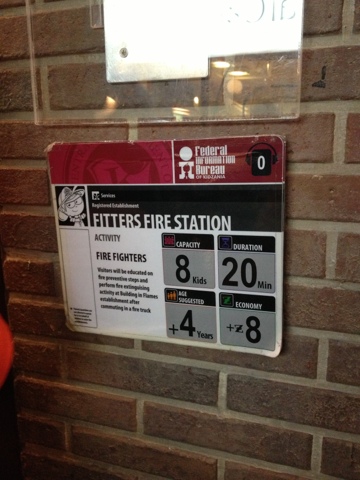 Federal
INFORMATION
Bureau
OF KIDZANIA
0
Services
Registered Establishment
FITTERS FIRE STATION
ACTIVITY
FIRE FIGHTERS
Visitors will be educated on
fire preventive steps and
perform fire extinguising
activity at Building in Flames
establishment after
commuting in a fire truck
CAPACITY
8 Kids
DURATION
20 Min
AGE
SUGGESTED
+4 Years
ECONOMY
+Z8